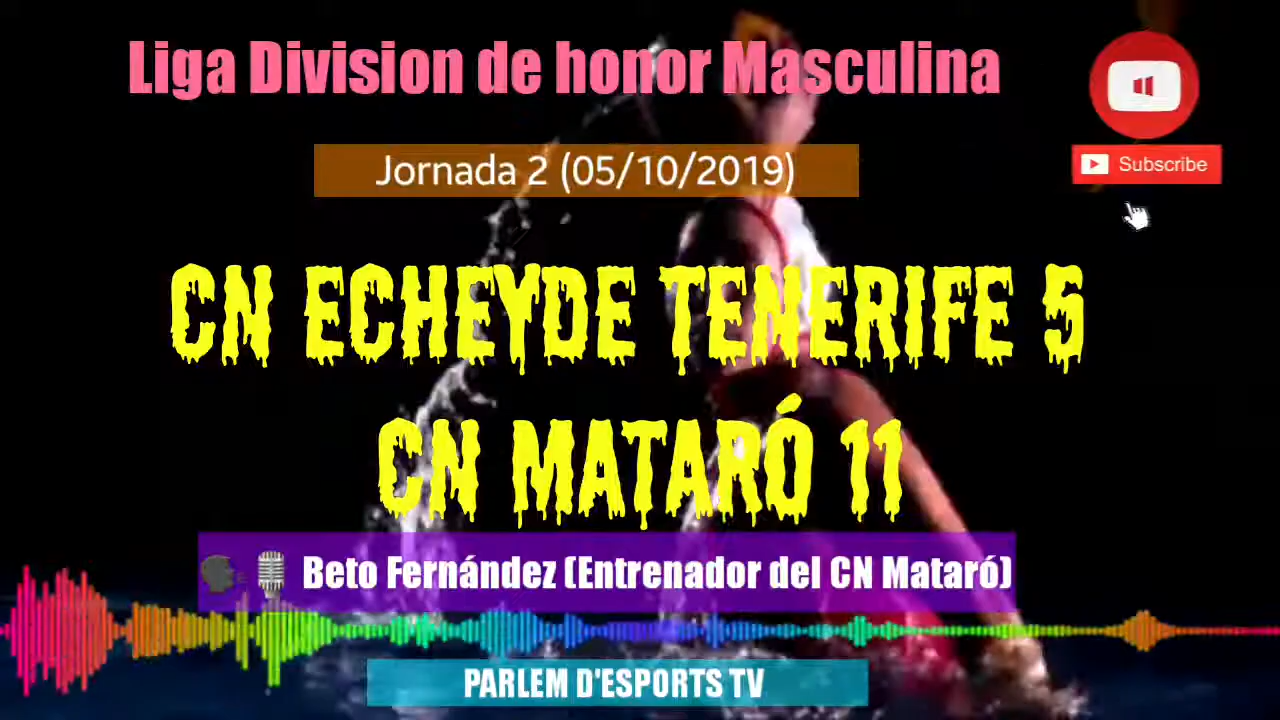 Liga Division de honor Masculina
Jornada 2 (05/10/2019)
Subscribe
CN ECHEYDE TENERIFE 5
CN MATARÓ 11
Beto Fernández (Entrenador del CN Mataró)
PARLEM D'ESPORTS TV